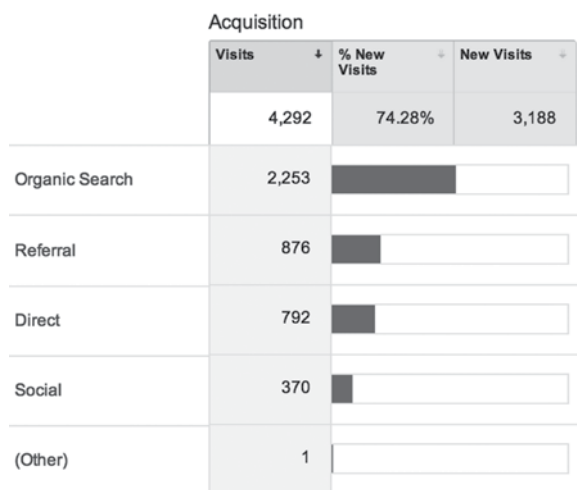 Acquisition
Visits % New Visits New Visits
4,292 74.28% 3,188
Organic Search 2,253
Referral 876
Direct 792
Social 370
(Other) 1